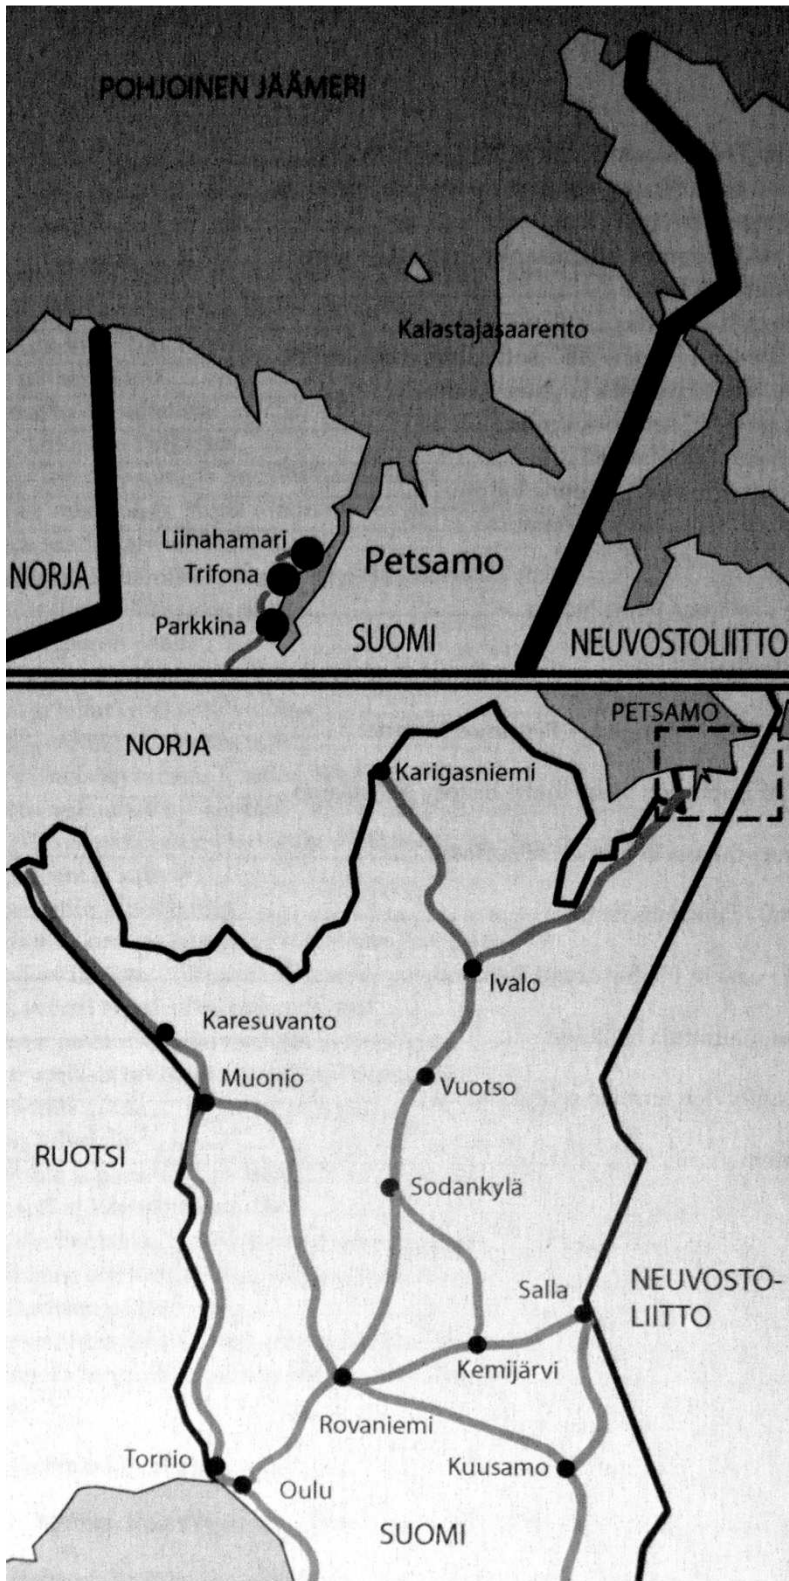 POHJOINEN JÄÄMERI
Kalastajasaarento
Liinahamari
Trifona
Petsamo
NORJA
Parkkina
SUOMI
NEUVOSTOLIITTO
PETSAMO
NORJA
Karigasniemi
Ivalo
Karesuvanto
Vuotso
Muonio
RUOTSI
Sodankylä
Salla
NEUVOSTO-
LIITTO
Kemijärvi
Rovaniemi
Tornio
Kuusamo
Oulu
SUOMI